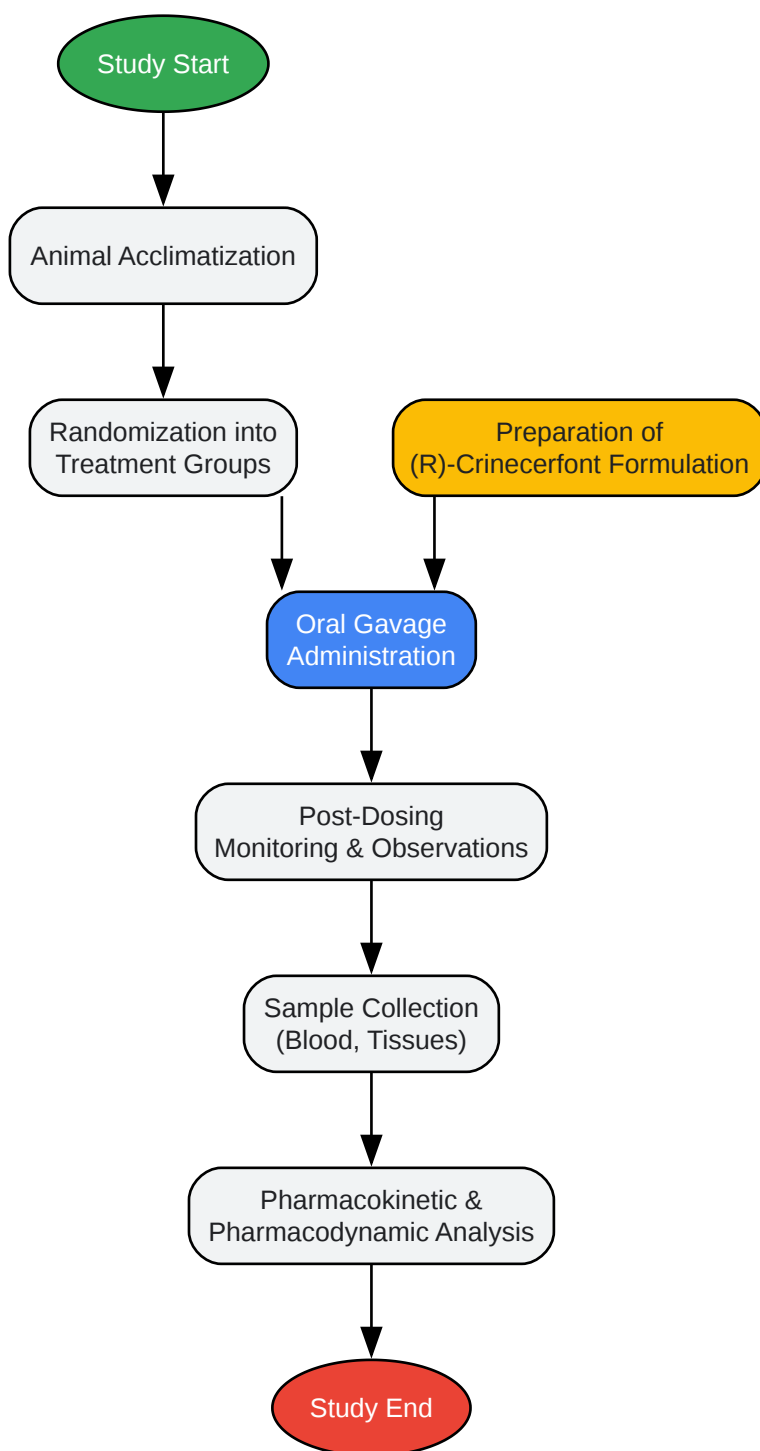 Study Start
Animal Acclimatization
Randomization into
Treatment Groups
Preparation of
(R)-Crinecerfont Formulation
Oral Gavage
Administration
Post-Dosing
Monitoring & Observations
Sample Collection
(Blood, Tissues)
Pharmacokinetic &
Pharmacodynamic Analysis
Study End